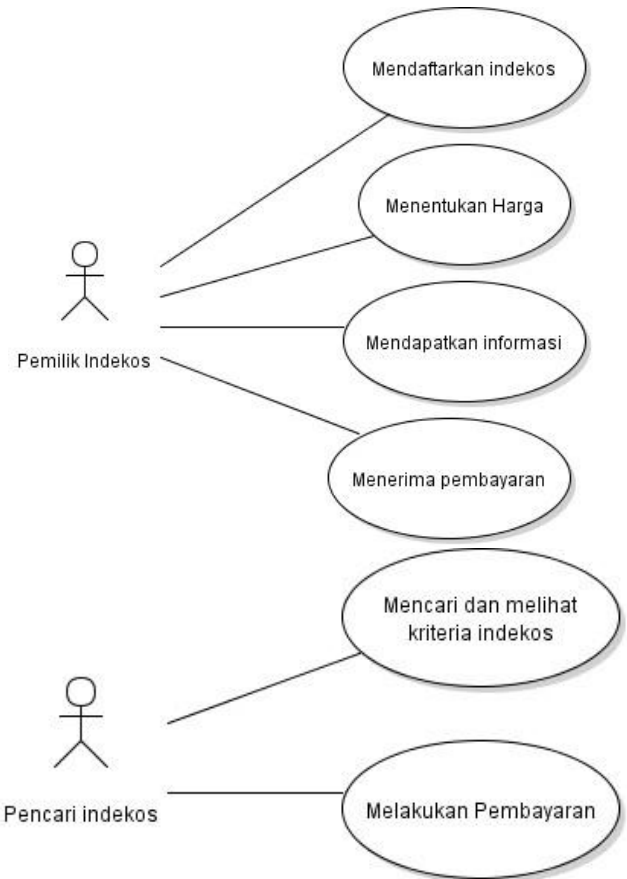 Mendaftarkan indekos
Menentukan Harga
Pemilik Indekos
Mendapatkan informasi
Menerima pembayaran
Mencari dan melihat
kriteria indekos
Pencari indekos
Melakukan Pembayaran